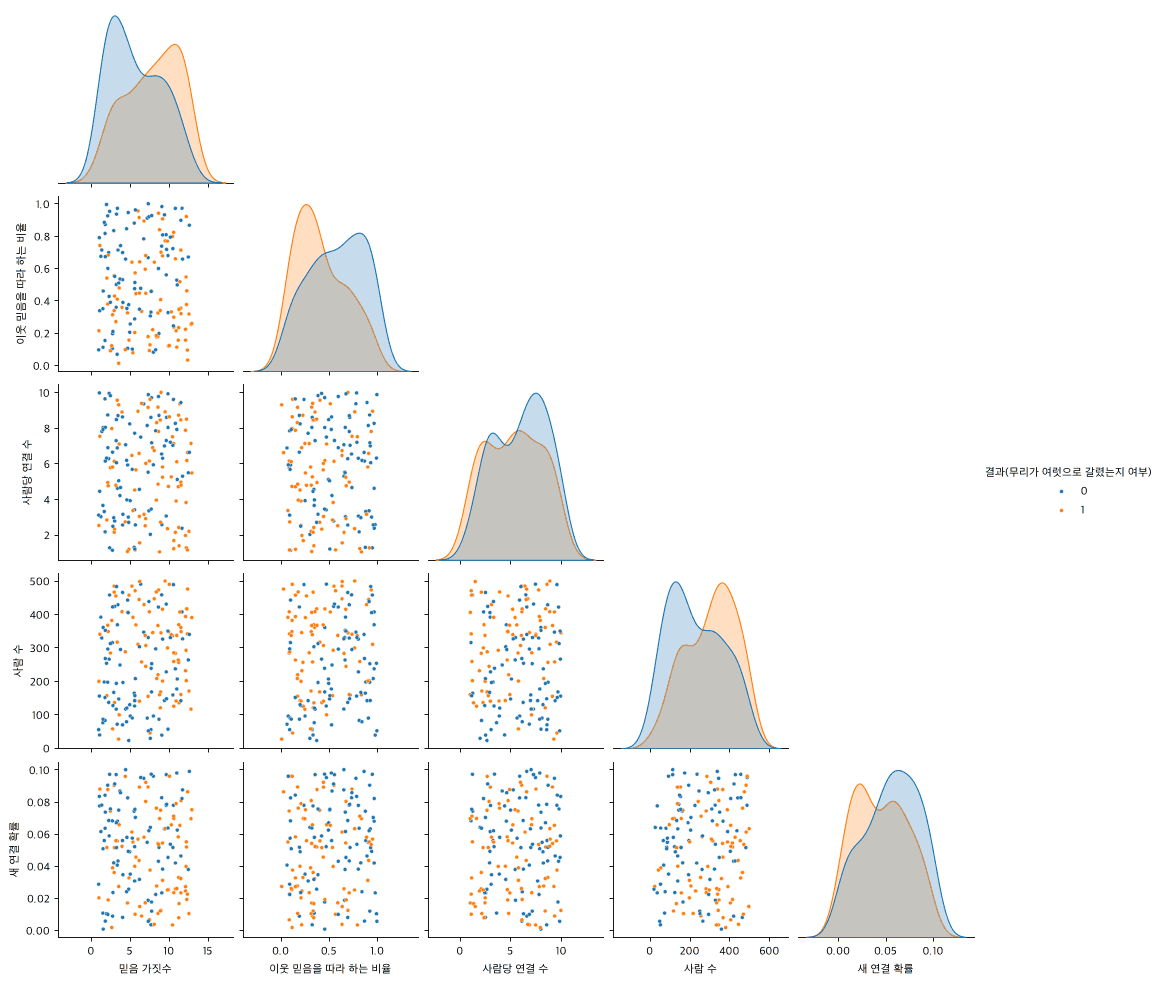 1.0
0.8
0.6
0.4
0.2
0.0
이웃 믿음을 따라 하는 비율
10
8
6
4
2
사람당 연결 수
결과(무리가 여럿으로 갈렸는지 여부)
0
1
500
400
300
200
100
0
사람 수
0.10
0.08
0.06
0.04
0.02
0.00
새 연결 확률
0 5 10 15
0.0 0.5 1.0
0 5 10
0 200 400 600
0.00 0.05 0.10
믿음 가짓수
이웃 믿음을 따라 하는 비율
사람당 연결 수
사람 수
새 연결 확률